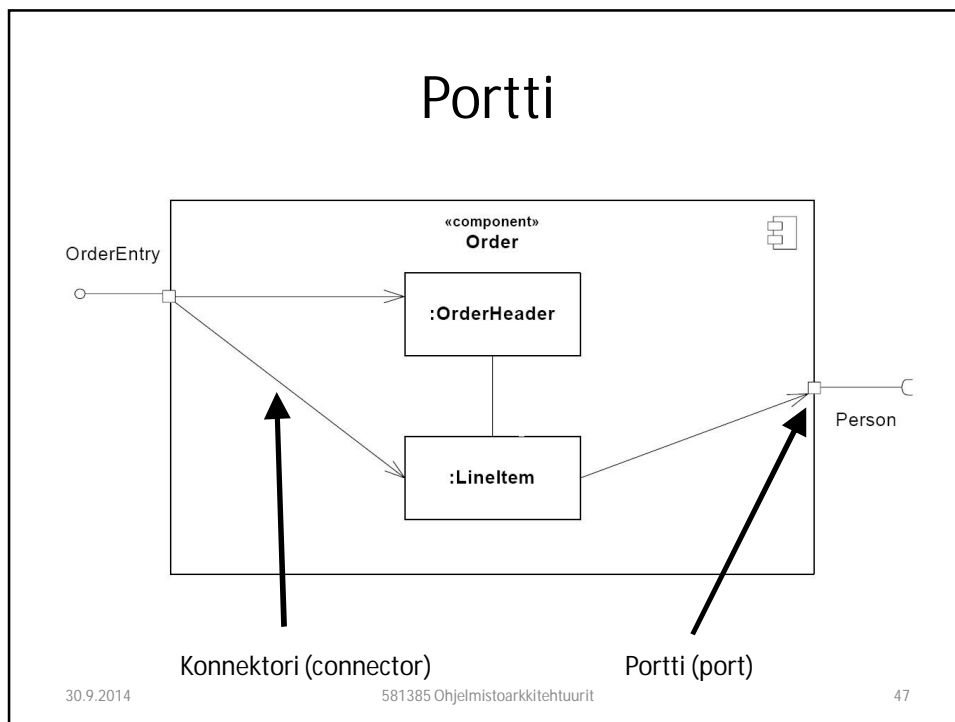 Portti
«component»
Order
OrderEntry
:OrderHeader
Person
:LineItem
Konnektori (connector)
Portti (port)
30.9.2014
581385 Ohjelmistoarkkitehtuurit
47